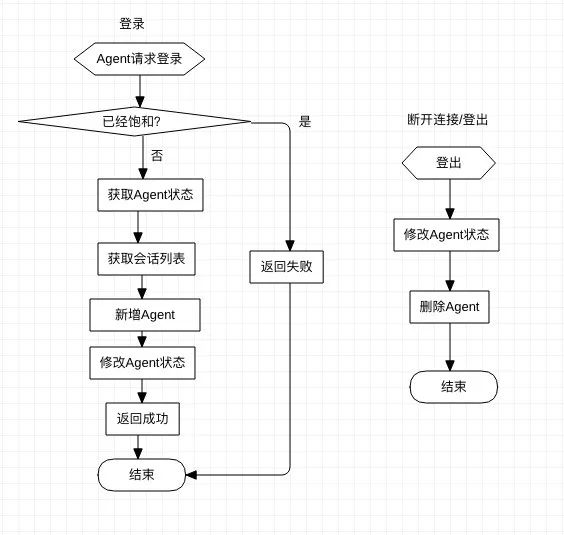 登录
Agent请求登录
已经饱和?
是
否
获取Agent状态
获取会话列表
返回失败
新增Agent
修改Agent状态
返回成功
结束
断开连接/登出
登出
修改Agent状态
删除Agent
结束